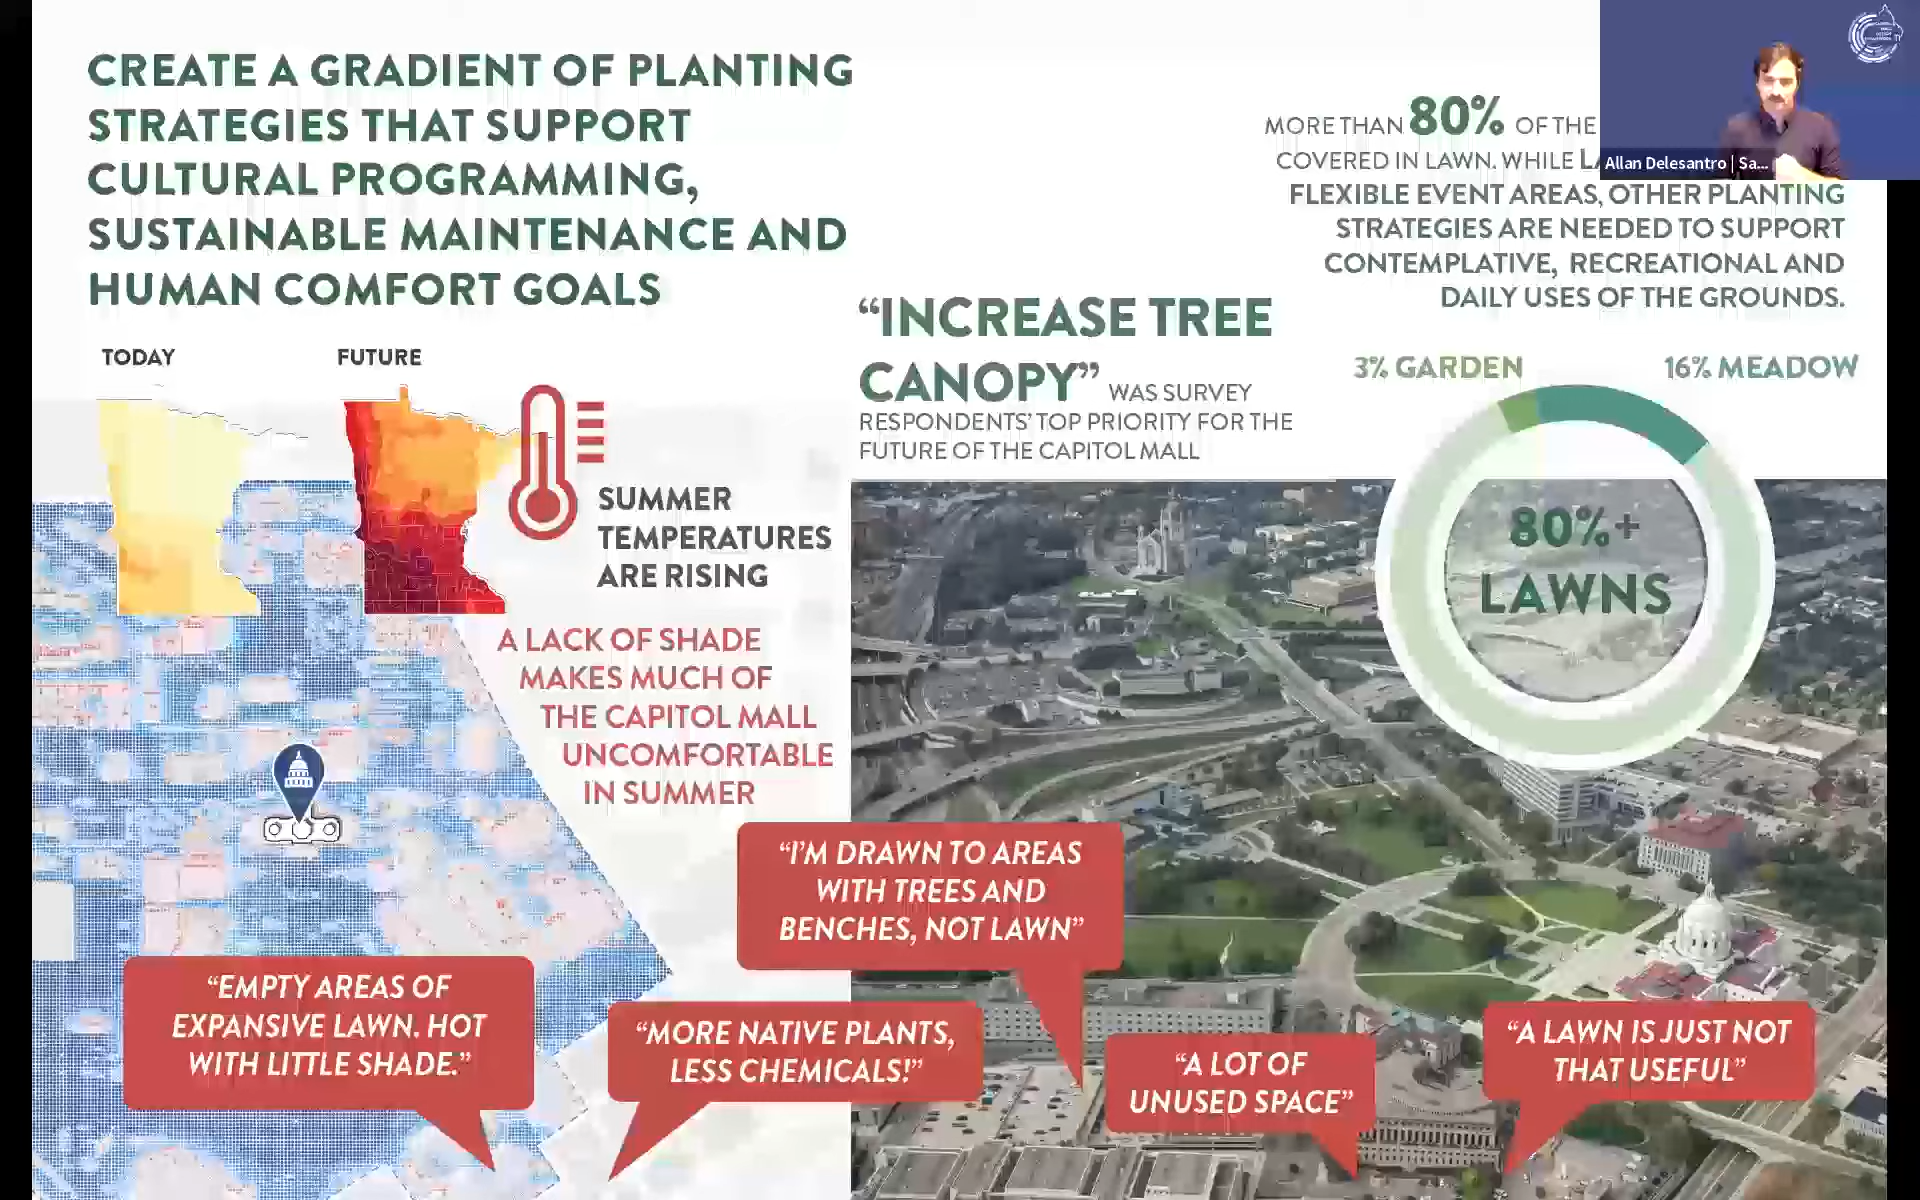 CREATE A GRADIENT OF PLANTING
STRATEGIES THAT SUPPORT
CULTURAL PROGRAMMING,
SUSTAINABLE MAINTENANCE AND
HUMAN COMFORT GOALS
TODAY
FUTURE
SUMMER
TEMPERATURES
ARE RISING
A LACK OF SHADE
MAKES MUCH OF
THE CAPITOL MALL
UNCOMFORTABLE
IN SUMMER
“INCREASE TREE
CANOPY” WAS SURVEY
RESPONDENTS’ TOP PRIORITY FOR THE
FUTURE OF THE CAPITOL MALL
MORE THAN 80% OF THE
COVERED IN LAWN. WHILE
FLEXIBLE EVENT AREAS, OTHER PLANTING
STRATEGIES ARE NEEDED TO SUPPORT
CONTEMPLATIVE, RECREATIONAL AND
DAILY USES OF THE GROUNDS.
Allan Delesantro | Sa...
3% GARDEN
16% MEADOW
80%+
LAWNS
“I’M DRAWN TO AREAS
WITH TREES AND
BENCHES, NOT LAWN”
“EMPTY AREAS OF
EXPANSIVE LAWN. HOT
WITH LITTLE SHADE.”
“MORE NATIVE PLANTS,
LESS CHEMICALS!”
“A LOT OF
UNUSED SPACE”
“A LAWN IS JUST NOT
THAT USEFUL”